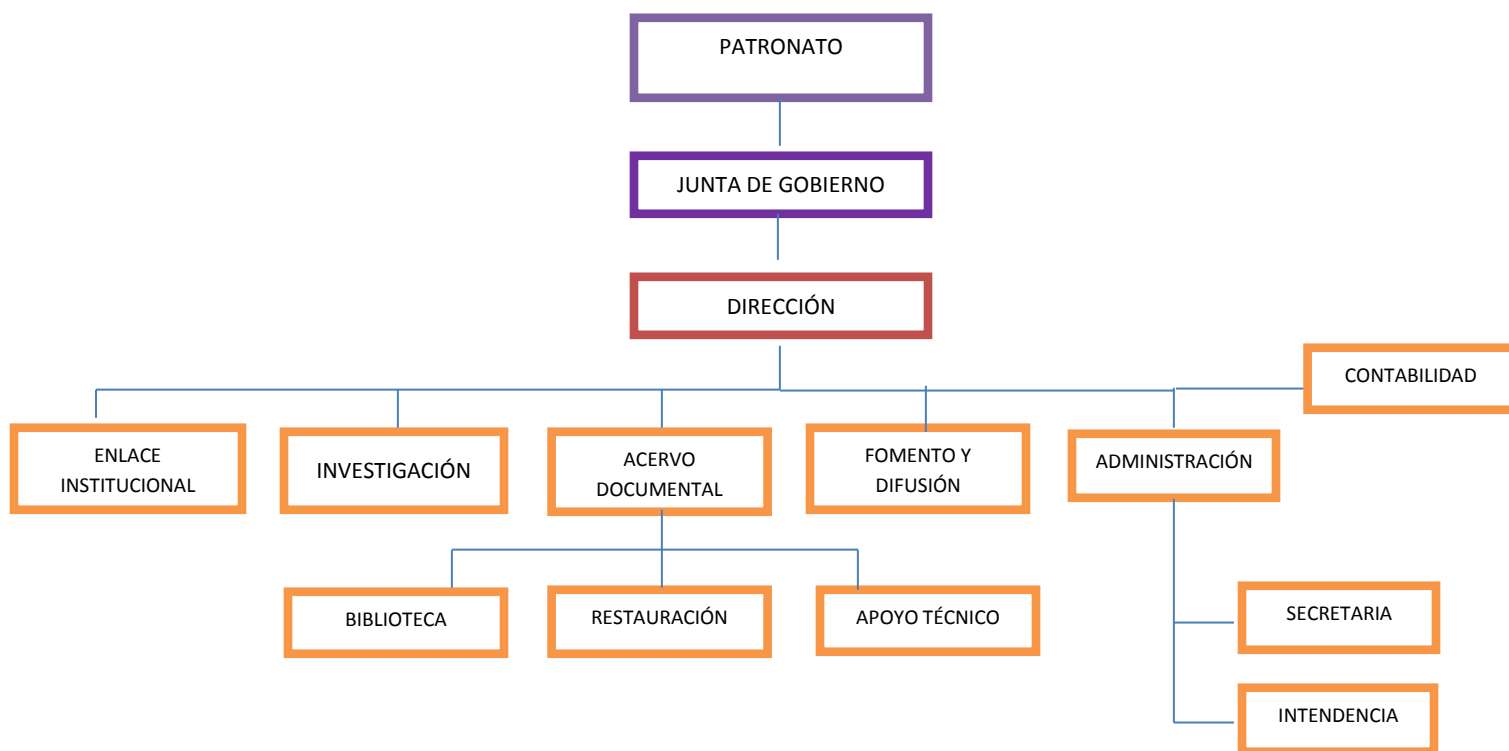 PATRONATO
JUNTA DE GOBIERNO
DIRECCIÓN
CONTABILIDAD
ENLACE
INSTITUCIONAL
INVESTIGACIÓN
ACERVO
DOCUMENTAL
FOMENTO Y
DIFUSIÓN
ADMINISTRACIÓN
BIBLIOTECA
RESTAURACIÓN
APOYO TÉCNICO
SECRETARIA
INTENDENCIA